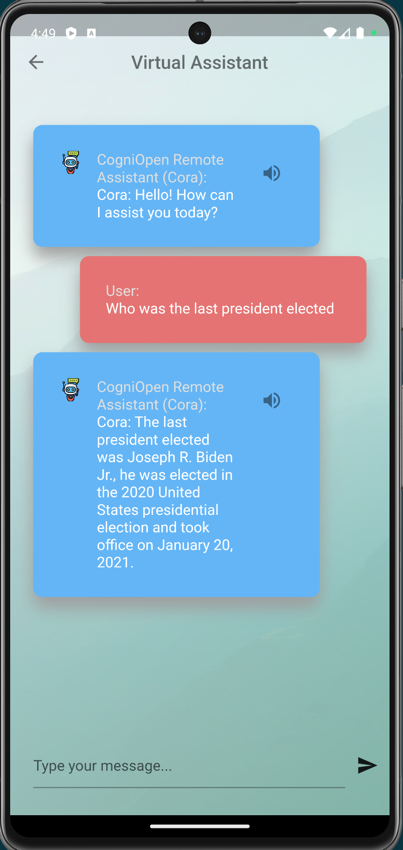 4:49
Virtual Assistant
CogniOpen Remote
Assistant (Cora):
Cora: Hello! How can
I assist you today?
User:
Who was the last president elected
CogniOpen Remote
Assistant (Cora):
Cora: The last
president elected
was Joseph R. Biden
Jr., he was elected in
the 2020 United
States presidential
election and took
office on January 20,
2021.
Type your message...